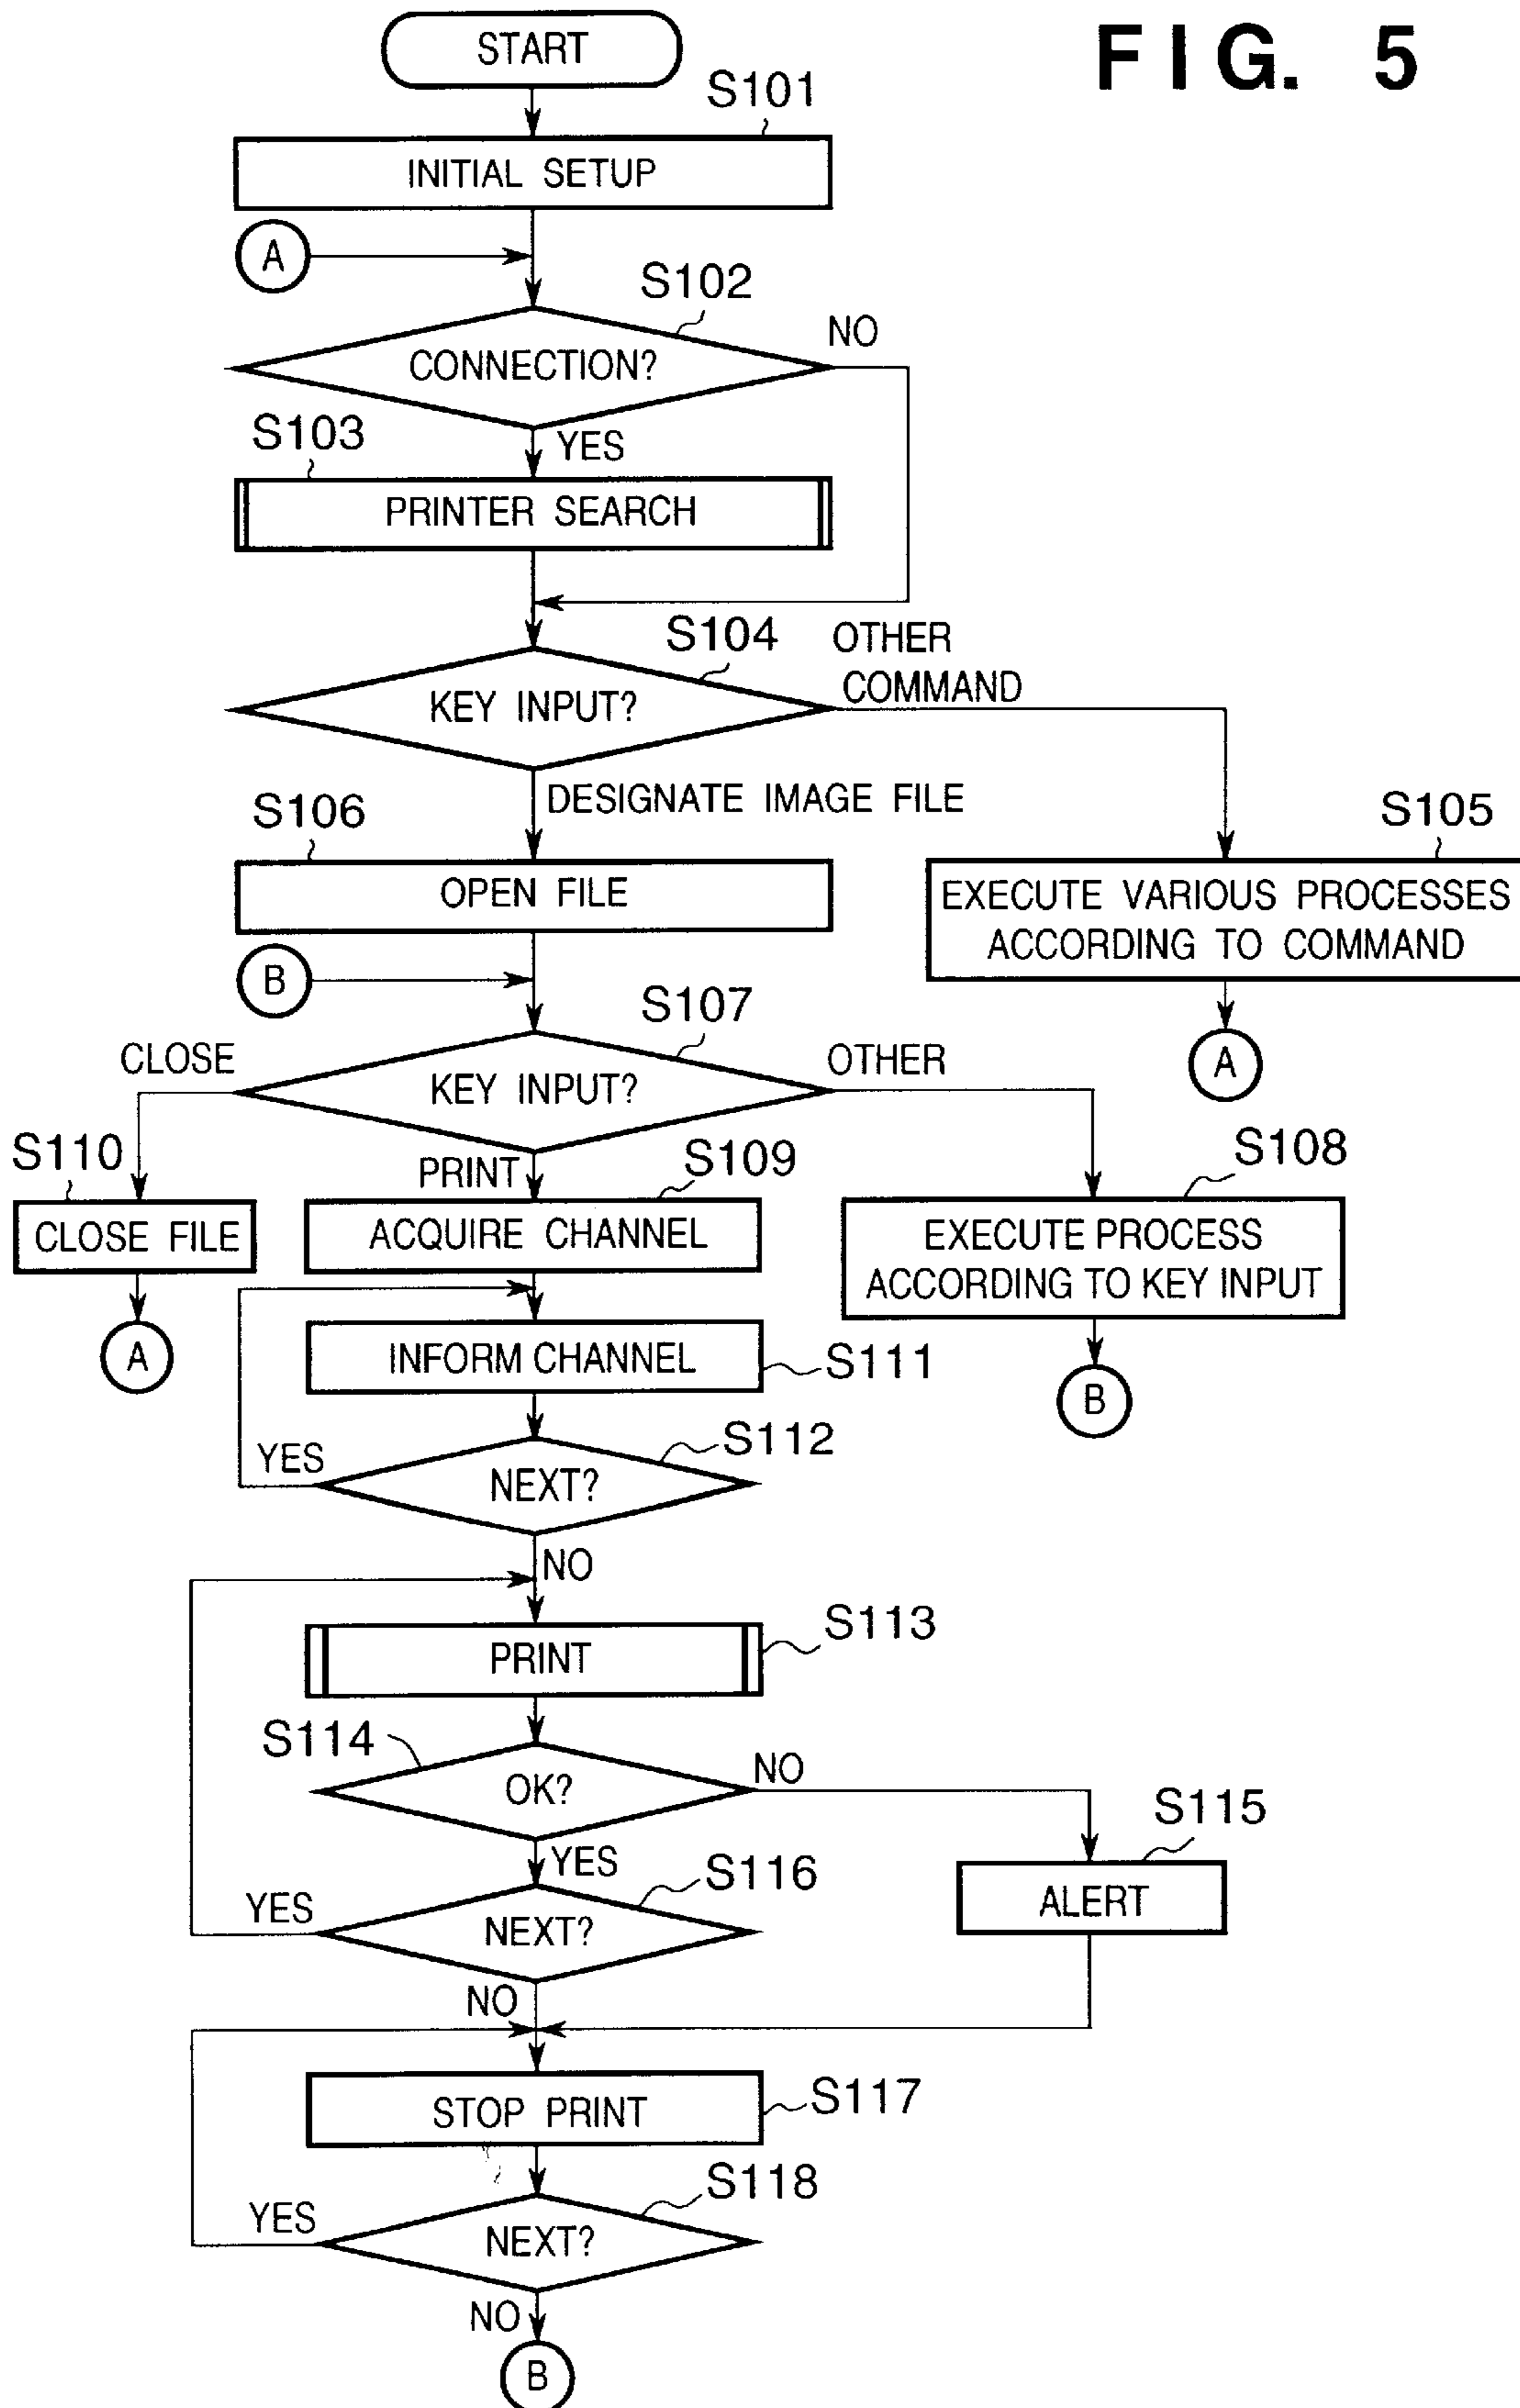 FIG. 5
START
S101
INITIAL SETUP
A
S102
CONNECTION?
NO
YES
S103
PRINTER SEARCH
S104
KEY INPUT?
OTHER
COMMAND
DESIGNATE IMAGE FILE
S106
OPEN FILE
S105
EXECUTE VARIOUS PROCESSES
ACCORDING TO COMMAND
A
B
S107
KEY INPUT?
CLOSE
OTHER
PRINT
S110
CLOSE FILE
A
S109
ACQUIRE CHANNEL
S108
EXECUTE PROCESS
ACCORDING TO KEY INPUT
B
INFORM CHANNEL
S111
S112
NEXT?
YES
NO
PRINT
S113
S114
OK?
NO
YES
S115
ALERT
S116
NEXT?
YES
NO
STOP PRINT
S117
S118
NEXT?
YES
NO
B